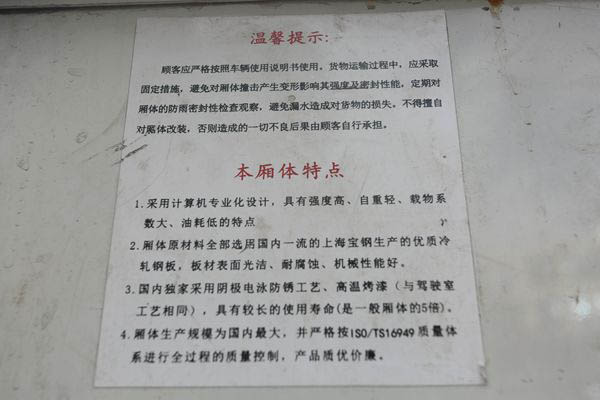 温馨提示:
顾客应严格按照车辆使用说明书使用。货物运输过程中，应采取
固定措施，避免对厢体撞击产生变形影响其强度及密封性能，定期对
厢体的防雨密封性检查观察，避免漏水造成对货物的损失。不得擅自
对厢体改装，否则造成的一切不良后果由顾客自行承担。
本厢体特点
1.采用计算机专业化设计，具有强度高、自重轻、载物系
数大、油耗低的特点
2.厢体原材料全部选用国内一流的上海宝钢生产的优质冷
轧钢板，板材表面光洁、耐腐蚀、机械性能好。
3.国内独家采用阴极电泳防锈工艺、高温烤漆（与驾驶室
工艺相同），具有较长的使用寿命(是一般厢体的5倍)。
4.厢体生产规模为国内最大，并严格按ISO/TS16949质量体
系进行全过程的质量控制，产品质优价廉。